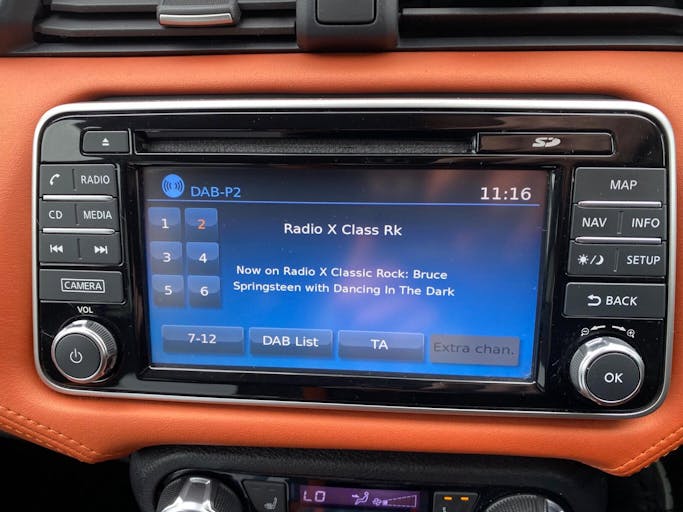 SD
DAB-P2 11:16
1 2
Radio X Class Rk
3 4
Now on Radio X Classic Rock: Bruce
Springsteen with Dancing In The Dark
5 6
7-12 DAB List TA Extra chan.
RADIO
CD MEDIA
CAMERA
VOL
MAP
NAV INFO
SETUP
BACK
OK
LO